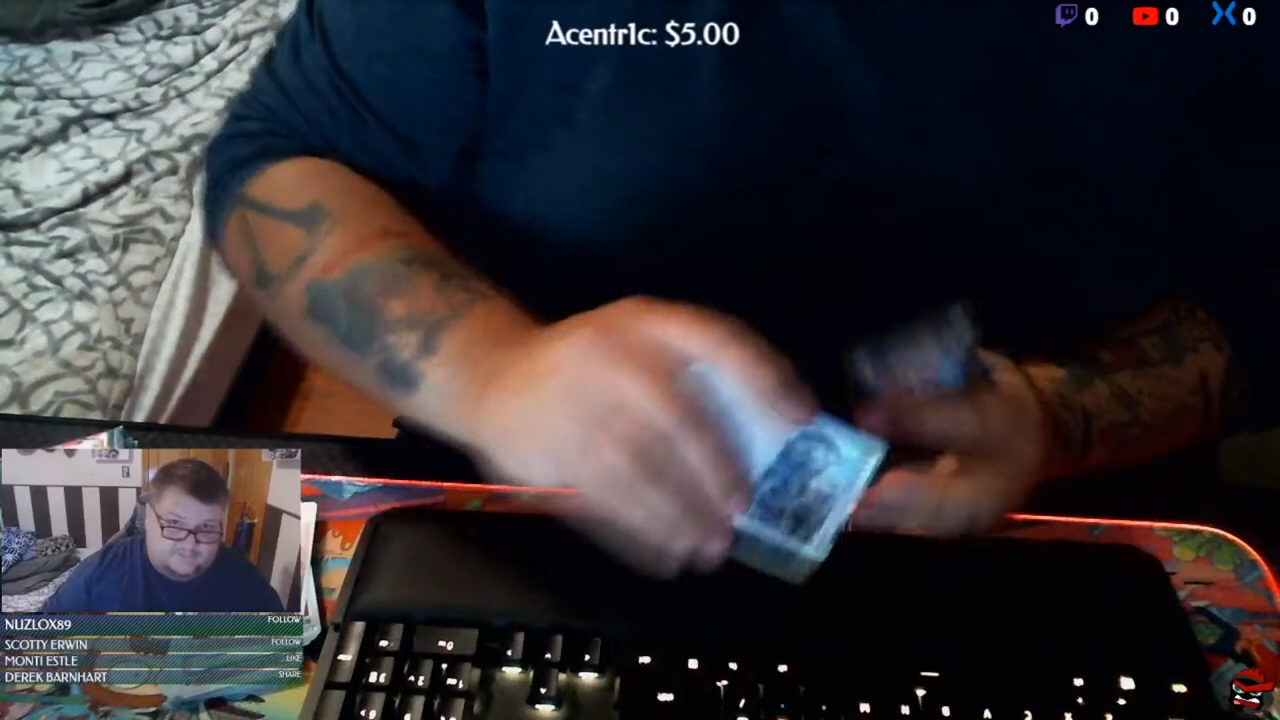 Acentr1c: $5.00
0
0
0
NUZLOX89 FOLLOW
SCOTTY ERWIN FOLLOW
MONTI ESTLE LIKE
DEREK BARNHART SHARE